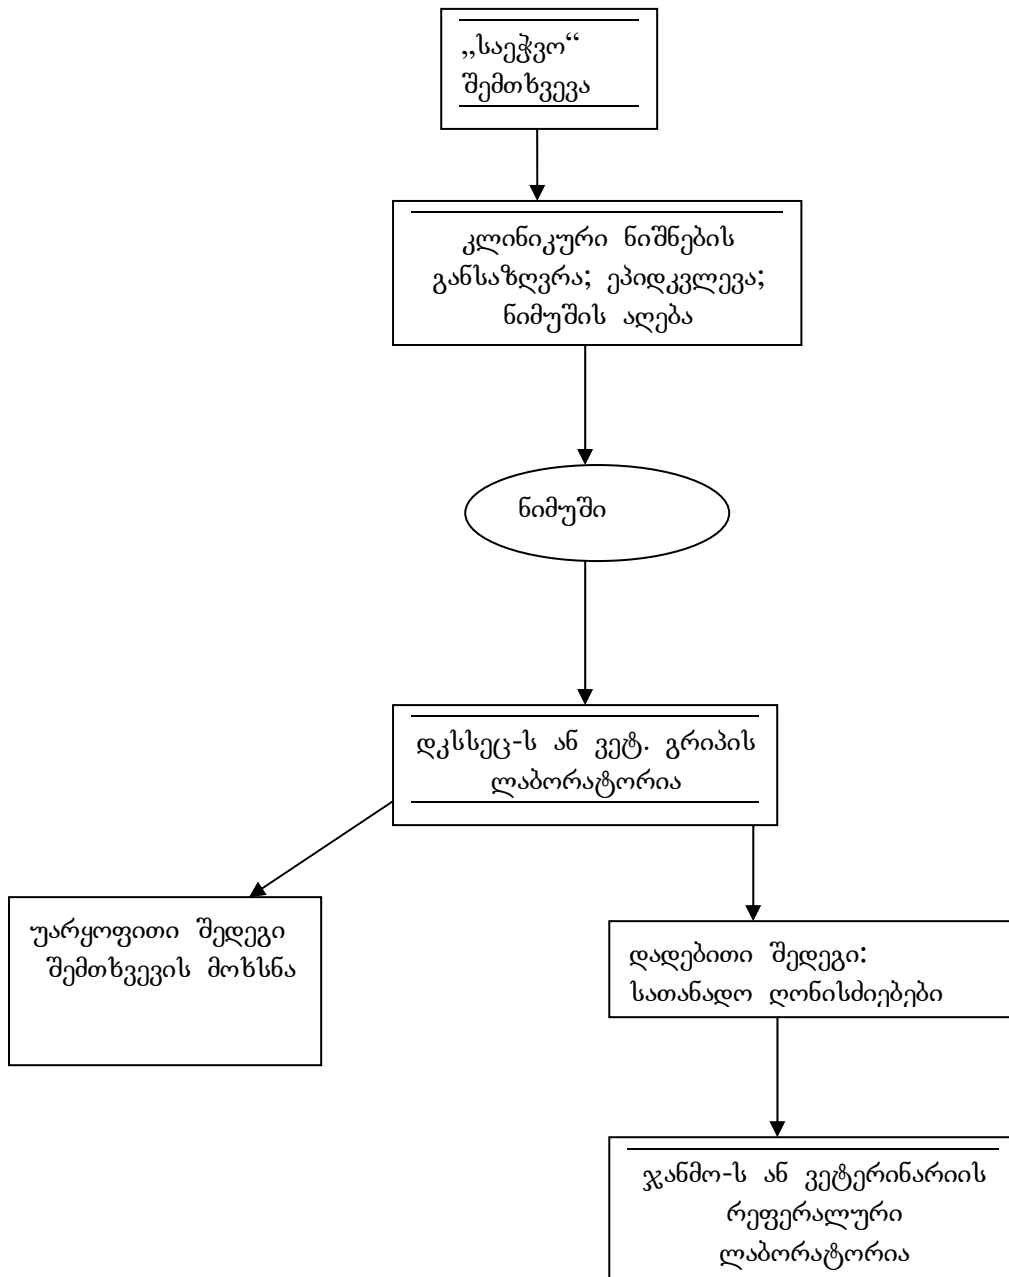 „საეჭვო“
შემთხვევა
კლინიკური ნიშნების
განსაზღვრა; ეპიდკვლევა;
ნიმუშის აღება
ნიმუში
დკსსეც-ს ან ვეტ. გრიპის
ლაბორატორია
უარყოფითი შედეგი
შემთხვევის მოხსნა
დადებითი შედეგი:
სათანადო ღონისძიებები
ჯანმო-ს ან ვეტერინარიის
რეფერალური
ლაბორატორია